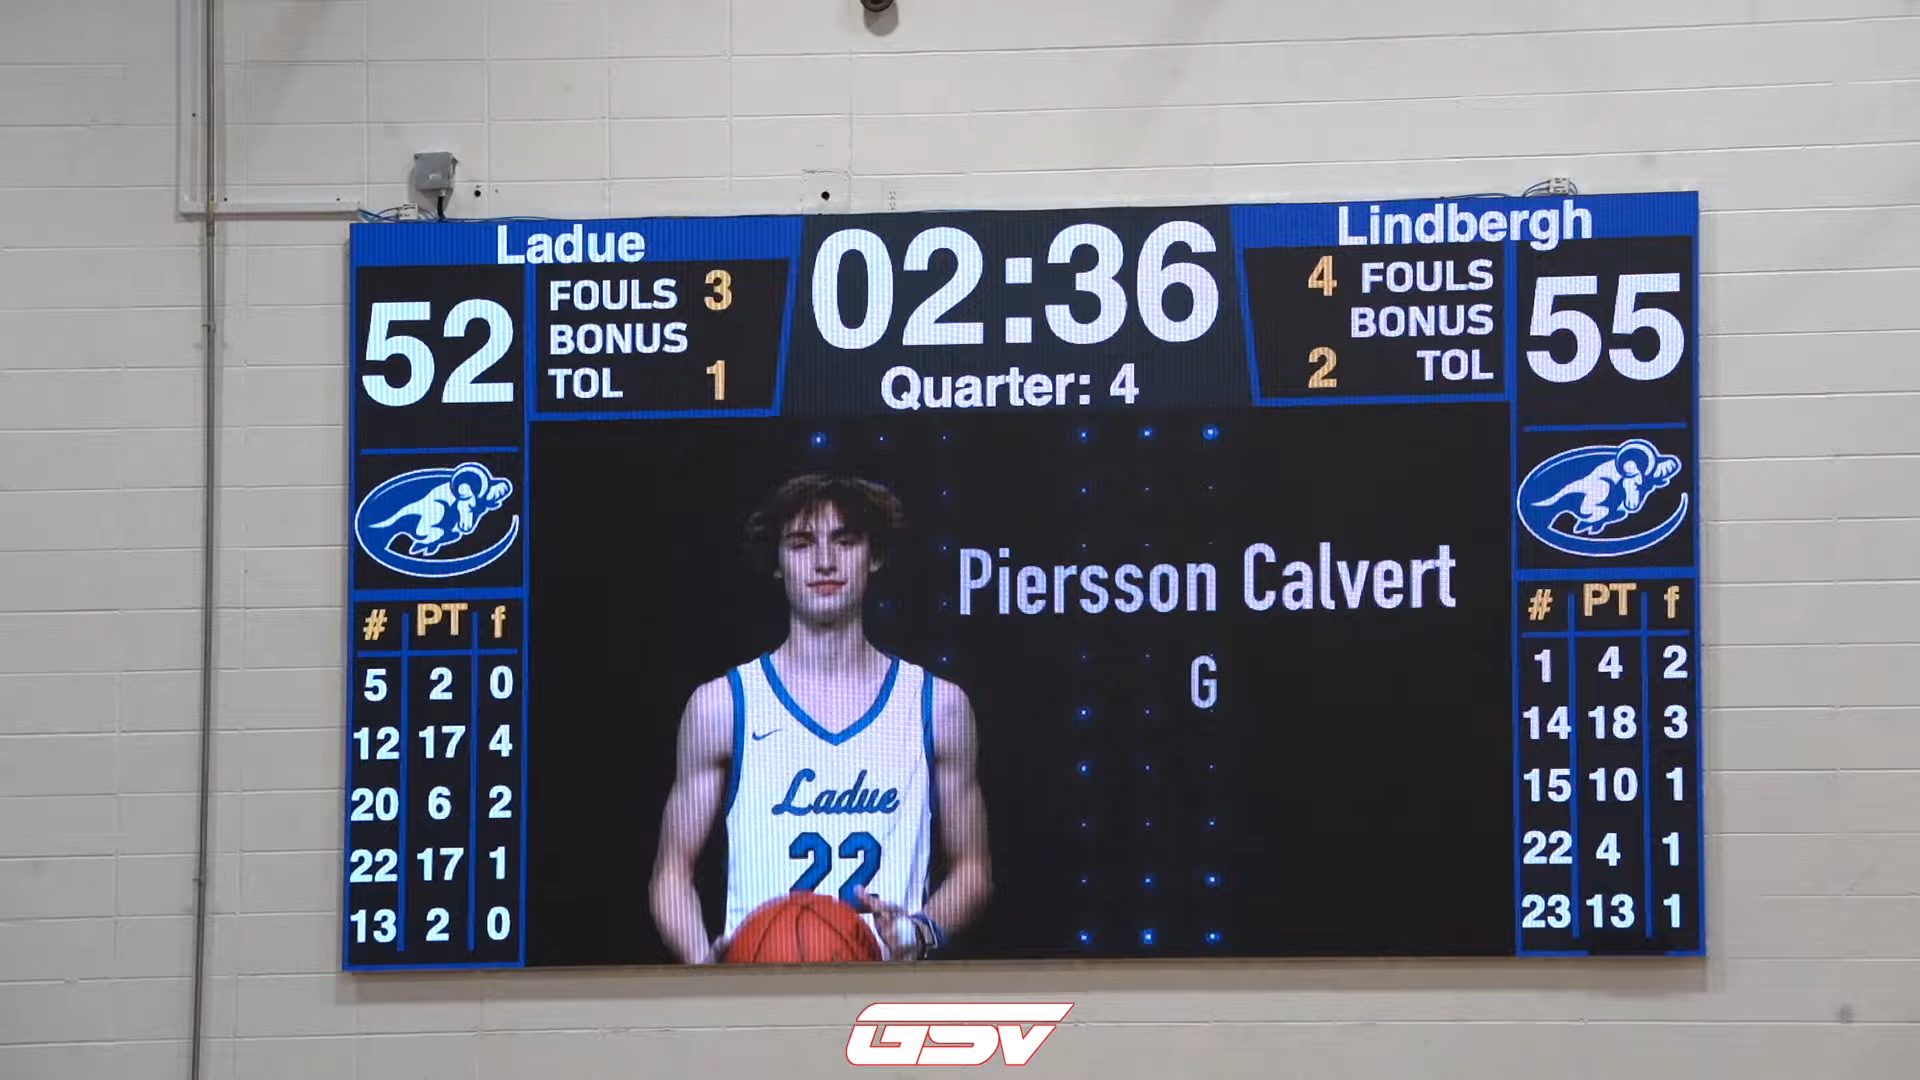 Ladue
52
FOULS 3
BONUS
TOL 1
02:36
Quarter: 4
Lindbergh
4 FOULS
BONUS
2 TOL
55
# PT f
5 2 0
12 17 4
20 6 2
22 17 1
13 2 0
Piersson Calvert
G
Ladue
22
# PT f
1 4 2
14 18 3
15 10 1
22 4 1
23 13 1
GSV